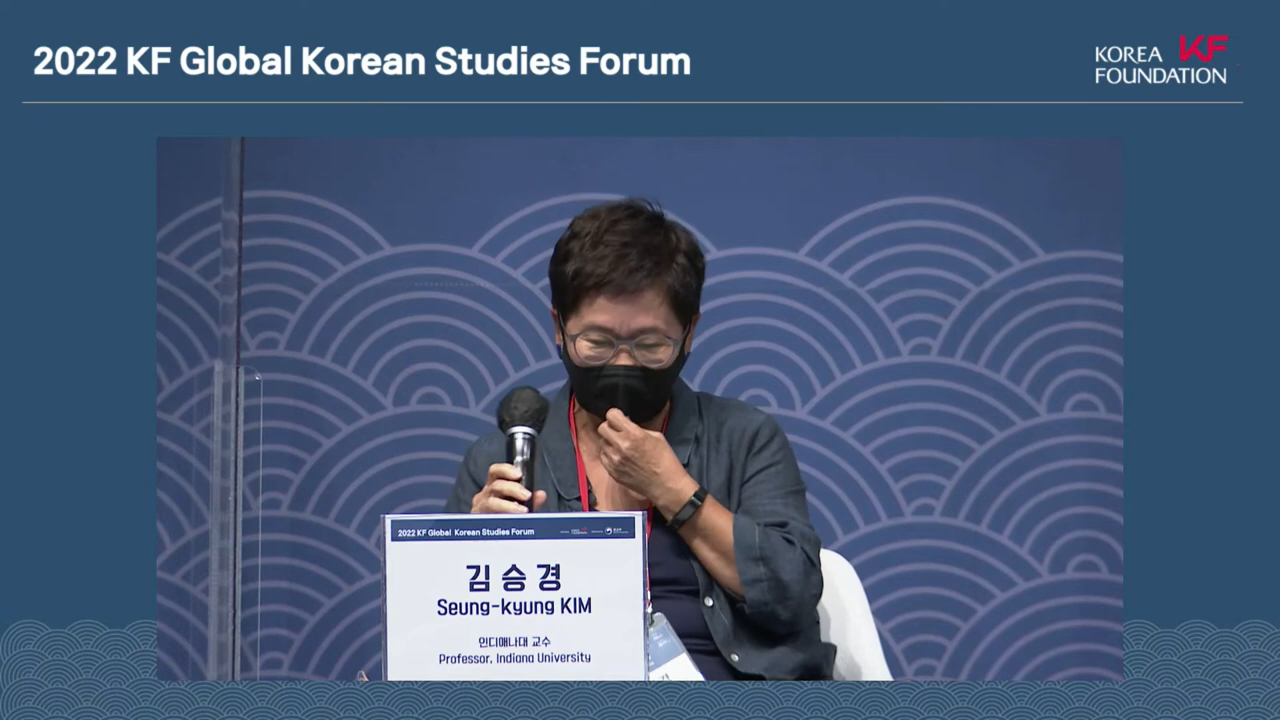 2022 KF Global Korean Studies Forum
KOREA KF
FOUNDATION
2022 KF Global Korean Studies Forum
김승경
Seung-kyung KIM
인디애나대 교수
Professor, Indiana University